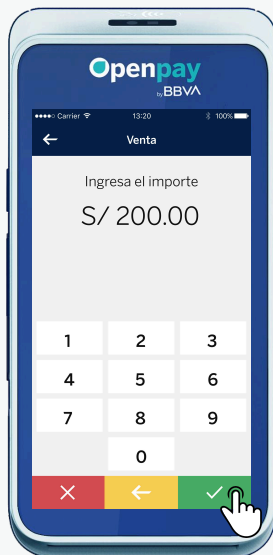 Openpay
by BBVA
Carrier 13:20 100%
Venta
Ingresa el importe
S/ 200.00
1 2 3
4 5 6
7 8 9
0